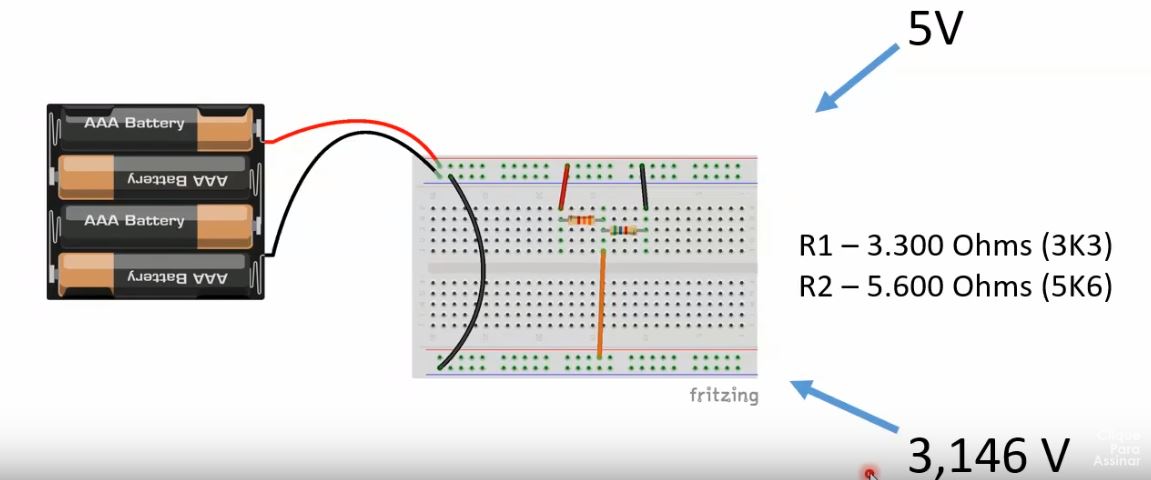 5V
AAA Battery
AAA Battery
AAA Battery
AAA Battery
R1 – 3.300 Ohms (3K3)
R2 – 5.600 Ohms (5K6)
fritzing
3,146 V
Clique
Para
Assinar